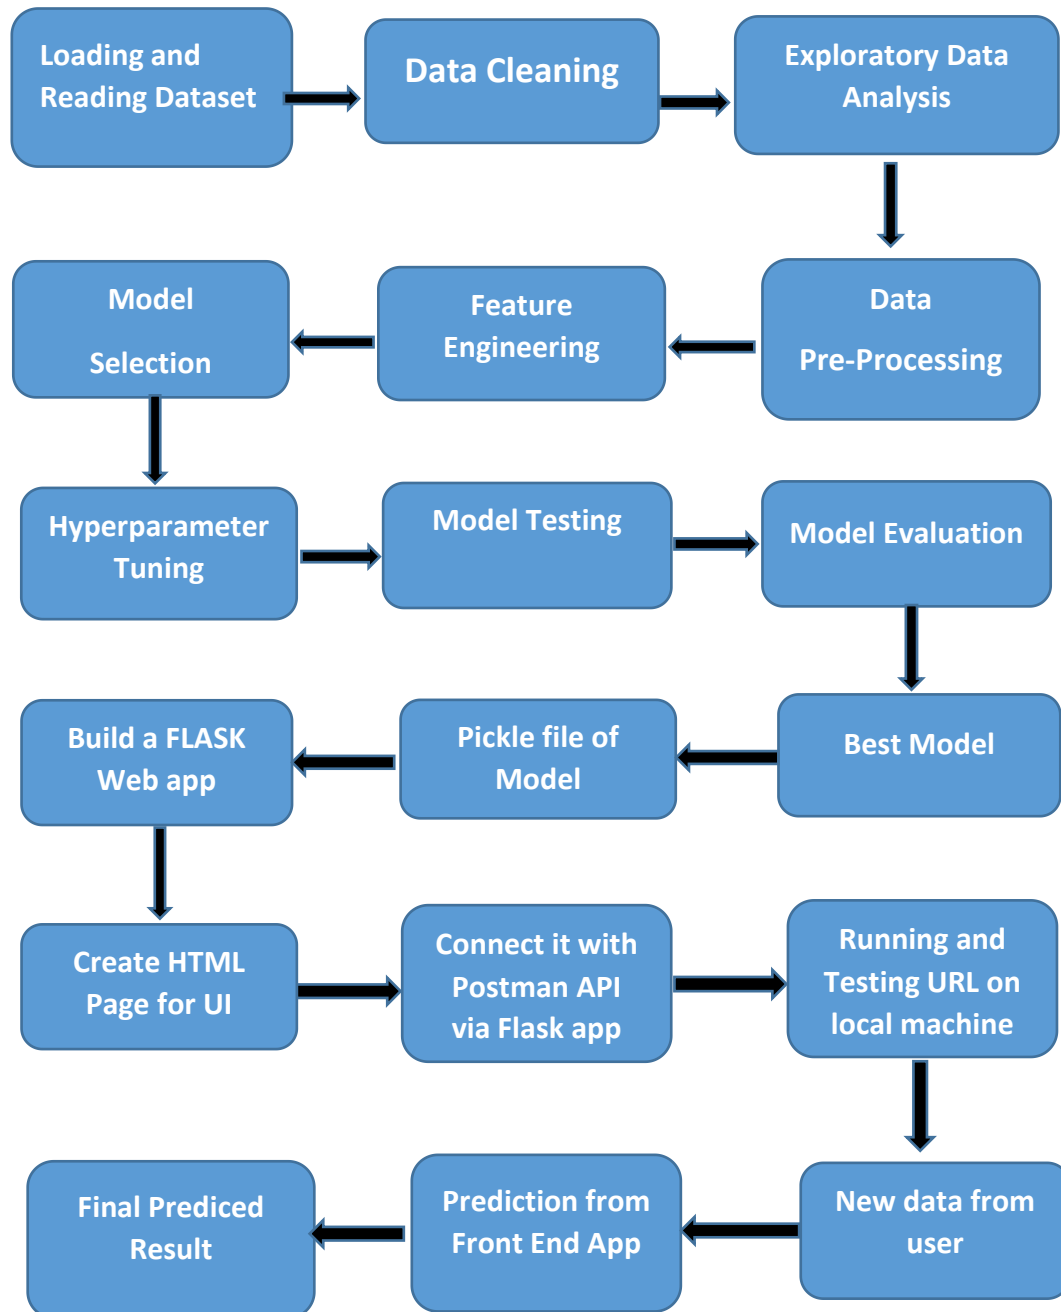 Loading and
Reading Dataset
Data Cleaning
Exploratory Data
Analysis
Data
Pre-Processing
Feature
Engineering
Model
Selection
Hyperparameter
Tuning
Model Testing
Model Evaluation
Best Model
Pickle file of
Model
Build a FLASK
Web app
Create HTML
Page for UI
Connect it with
Postman API
via Flask app
Running and
Testing URL on
local machine
New data from
user
Prediction from
Front End App
Final Prediced
Result